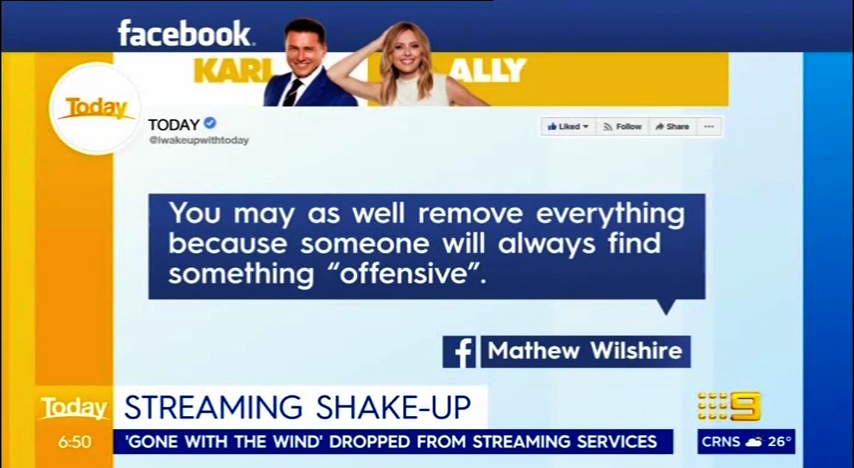 facebook.
KARL
ALLY
Today
TODAY
@iwakeupwithtoday
Liked
Follow
Share
You may as well remove everything
because someone will always find
something “offensive”.
f Mathew Wilshire
Today STREAMING SHAKE-UP 9
6:50 'GONE WITH THE WIND' DROPPED FROM STREAMING SERVICES CRNS 26°